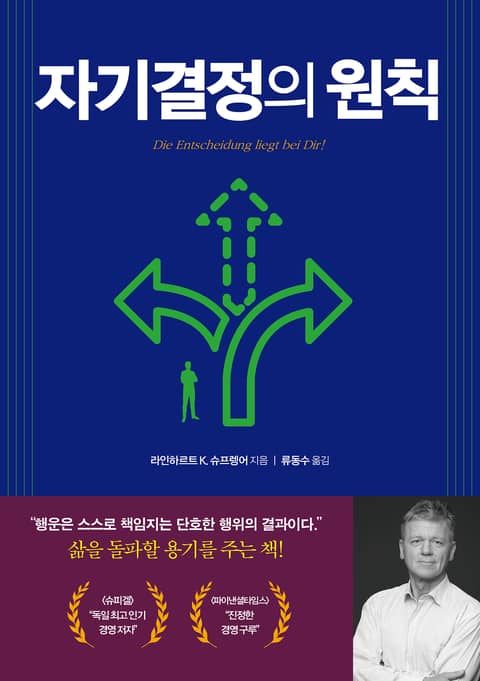 자기결정의 원칙
Die Entscheidung liegt bei Dir!
라인하르트 K. 슈프렝어 지음 | 류동수 옮김
“행운은 스스로 책임지는 단호한 행위의 결과이다.”
삶을 돌파할 용기를 주는 책!
〈슈피겔〉
“독일 최고 인기
경영 저자”
〈파이낸셜타임스〉
“진정한
경영 구루”